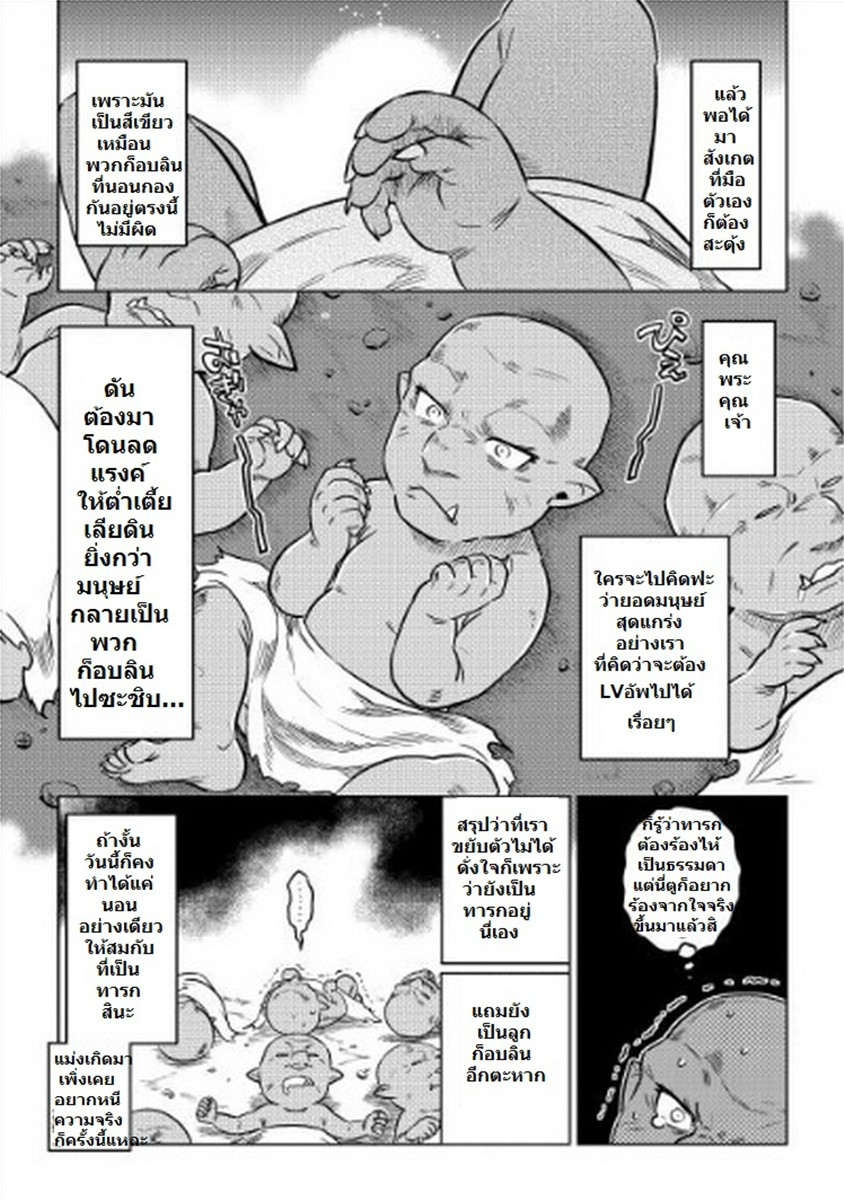 แล้ว
พอได้
มา
สังเกต
ที่มือ
ตัวเอง
ก็ต้อง
สะดุ้ง
เพราะมัน
เป็นสีเขียว
เหมือน
พวกก็อบลิน
ที่นอนกอง
กันอยู่ตรงนี้
ไม่มีผิด
คุณ
พระ
คุณ
เจ้า
ぴえ
ใครจะไปคิดฟะ
ว่ายอดมนุษย์
สุดแกร่ง
อย่างเรา
ที่คิดว่าจะต้อง
LVอัพไปได้
เรื่อยๆ
ดัน
ต้องมา
โดนลด
แรงค์
ให้ต่ำเตี้ย
เลียดิน
ยิ่งกว่า
มนุษย์
กลายเป็น
พวก
ก็อบลิน
ไปซะชิบ...
ก็รู้ว่าทารก
ต้องร้องไห้
เป็นธรรมดา
แต่นี่ตูก็อยาก
ร้องจากใจจริง
ขึ้นมาแล้วสิ
สรุปว่าที่เรา
ขยับตัวไม่ได้
ดั่งใจก็เพราะ
ว่ายังเป็น
ทารกอยู่
นี่เอง
แถมยัง
เป็นลูก
ก็อบลิน
อีกตะหาก
ถ้างั้น
วันนี้ก็คง
ทำได้แค่
นอน
อย่างเดียว
ให้สมกับ
ที่เป็น
ทารก
สินะ
แม่งเกิดมา
เพิ่งเคย
อยากหนี
ความจริง
ก็ครั้งนี้แหละ